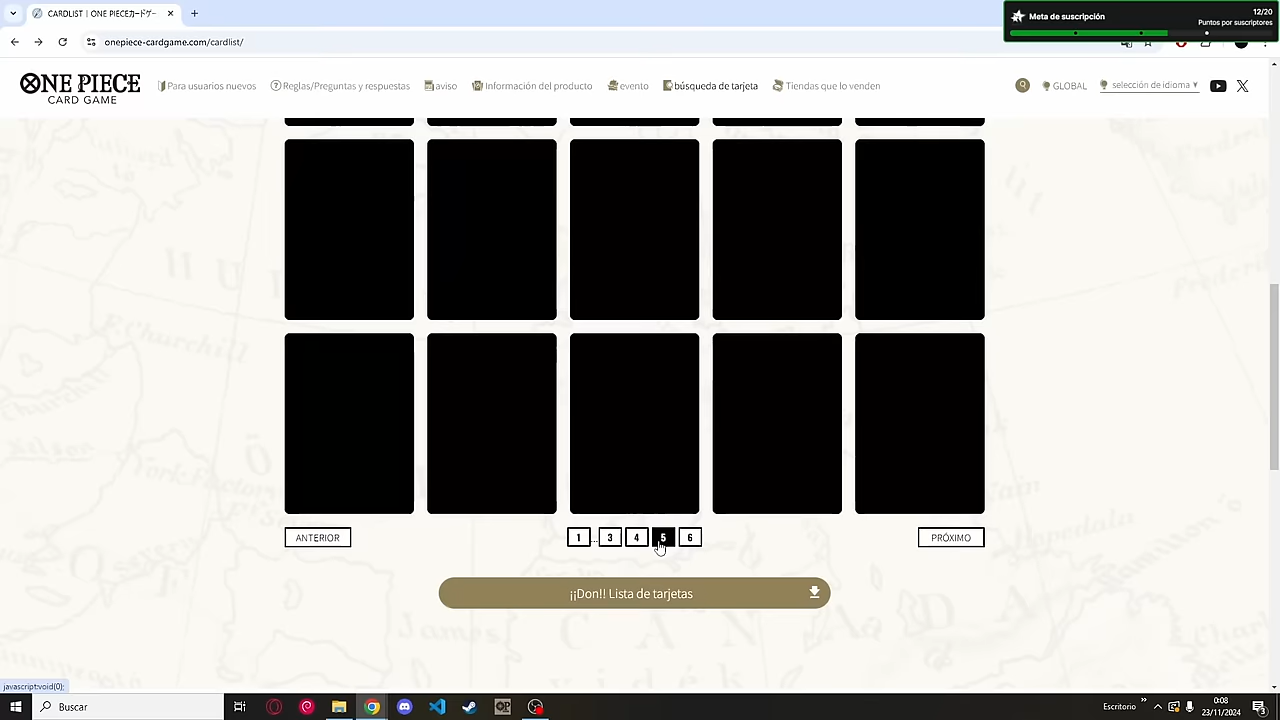 CARDLIST | ONE PIECEカードゲー
Meta de suscripción
12/20
Puntos por suscriptores
onepiece-cardgame.com/cardlist/
ONE PIECE
CARD GAME
Para usuarios nuevos
Reglas/Preguntas y respuestas
aviso
Información del producto
evento
búsqueda de tarjeta
Tiendas que lo venden
GLOBAL
selección de idioma
ANTERIOR
1 ... 3 4 5 6
PRÓXIMO
¡¡Don!! Lista de tarjetas
javascript:void(0);
Buscar
Escritorio
0:08
23/11/2024